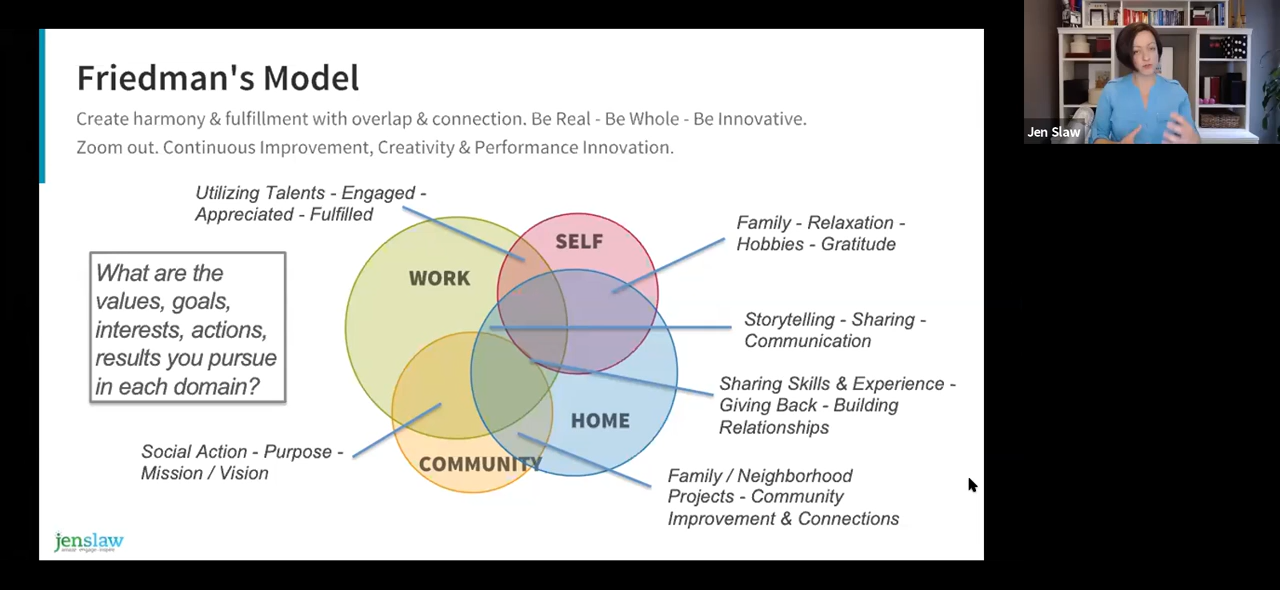 Friedman's Model
Create harmony & fulfillment with overlap & connection. Be Real - Be Whole - Be Innovative.
Zoom out. Continuous Improvement, Creativity & Performance Innovation.
Utilizing Talents - Engaged -
Appreciated - Fulfilled
What are the
values, goals,
interests, actions,
results you pursue
in each domain?
WORK
SELF
HOME
COMMUNITY
Family - Relaxation -
Hobbies - Gratitude
Storytelling - Sharing -
Communication
Sharing Skills & Experience -
Giving Back - Building
Relationships
Social Action - Purpose -
Mission / Vision
Family / Neighborhood
Projects - Community
Improvement & Connections
jenslaw
Jen Slaw